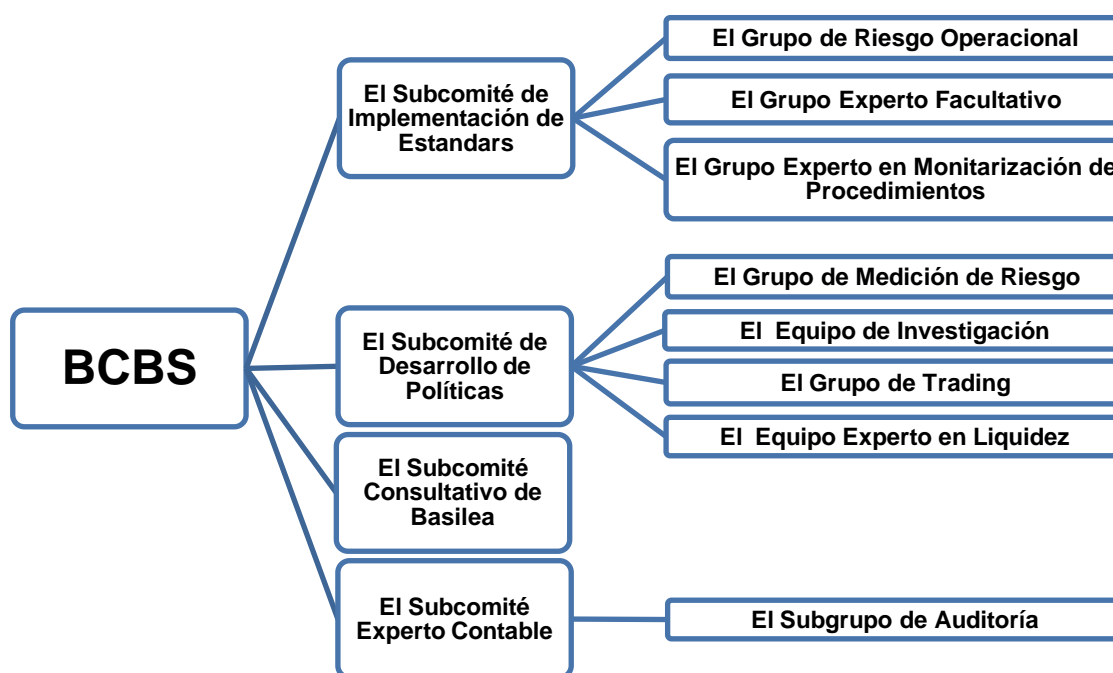 BCBS
El Subcomité de
Implementación de
Estandars
El Grupo de Riesgo Operacional
El Grupo Experto Facultativo
El Grupo Experto en Monitarización de
Procedimientos
El Subcomité de
Desarrollo de
Políticas
El Grupo de Medición de Riesgo
El Equipo de Investigación
El Grupo de Trading
El Equipo Experto en Liquidez
El Subcomité
Consultativo de
Basilea
El Subcomité
Experto Contable
El Subgrupo de Auditoría